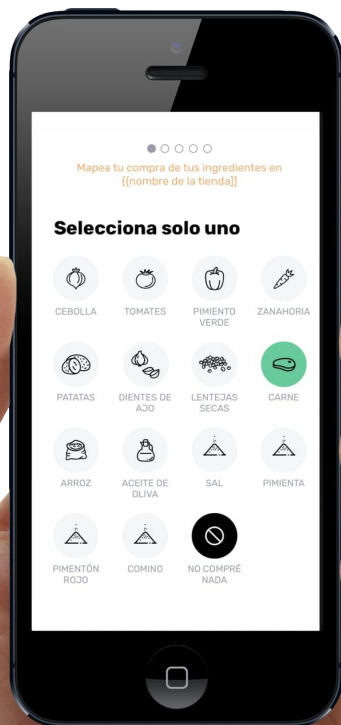 Mapea tu compra de tus ingredientes en
{{nombre de la tienda]]
Selecciona solo uno
CEBOLLA
TOMATES
PIMIENTO
VERDE
ZANAHORIA
PATATAS
DIENTES DE
AJO
LENTEJAS
SECAS
CARNE
ARROZ
ACEITE DE
OLIVA
SAL
PIMIENTA
PIMENTÓN
ROJO
COMINO
NO COMPRÉ
NADA